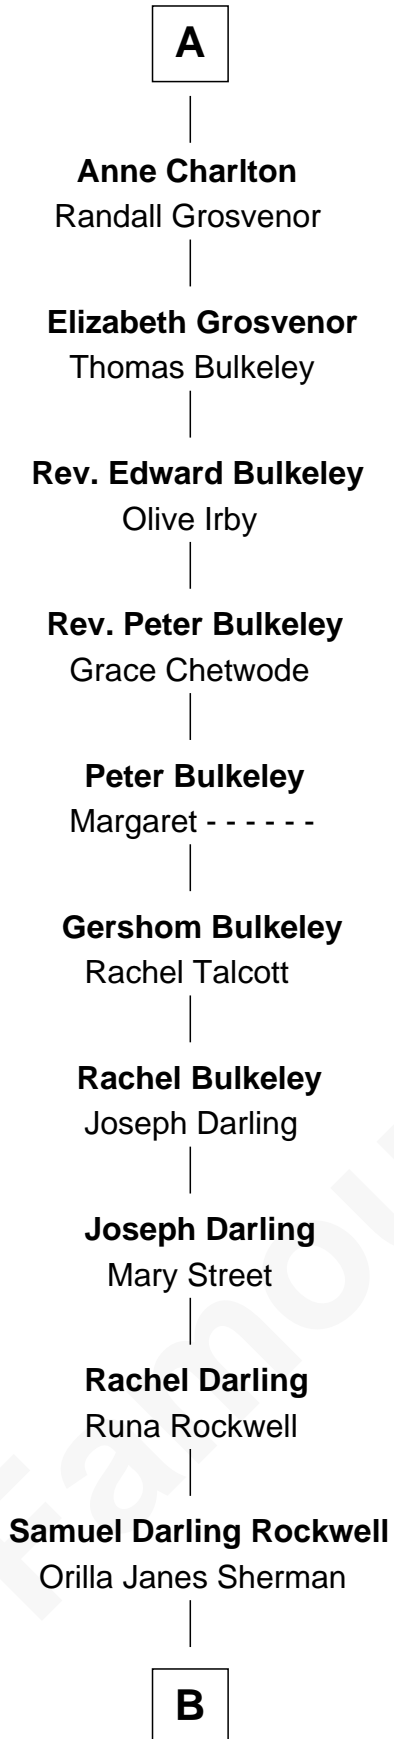 A
Anne Charlton
Randall Grosvenor
Elizabeth Grosvenor
Thomas Bulkeley
Rev. Edward Bulkeley
Olive Irby
Rev. Peter Bulkeley
Grace Chetwode
Peter Bulkeley
Margaret - - - - - -
Gershom Bulkeley
Rachel Talcott
Rachel Bulkeley
Joseph Darling
Joseph Darling
Mary Street
Rachel Darling
Runa Rockwell
Samuel Darling Rockwell
Orilla Janes Sherman
B